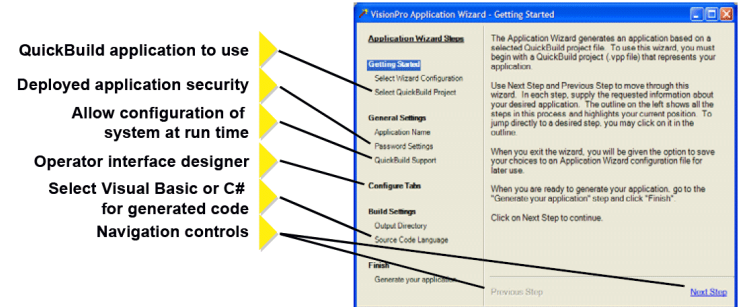 QuickBuild application to use
Deployed application security
Allow configuration of
system at run time
Operator interface designer
Select Visual Basic or C#
for generated code
Navigation controls
VisionPro Application Wizard - Getting Started
Application Wizard Steps
Getting Started
Select Wizard Configuration
Select QuickBuild Project
General Settings
Application Name
Password Settings
QuickBuild Support
Configure Tabs
Build Settings
Output Directory
Source Code Language
Finish
Generate your application
The Application Wizard generates an application based on a
selected QuickBuild project file. To use this wizard, you must
begin with a QuickBuild project (.vpp file) that represents your
application.
Use Next Step and Previous Step to move through this
wizard. In each step, supply the requested information about
your desired application. The outline on the left shows all the
steps in this process and highlights your current position. To
jump directly to a desired step, you may click on it in the
outline.
When you exit the wizard, you will be given the option to save
your choices to an Application Wizard configuration file for
later use.
When you are ready to generate your application, go to the
"Generate your application" step and click "Finish".
Click on Next Step to continue.
Previous Step
Next Step